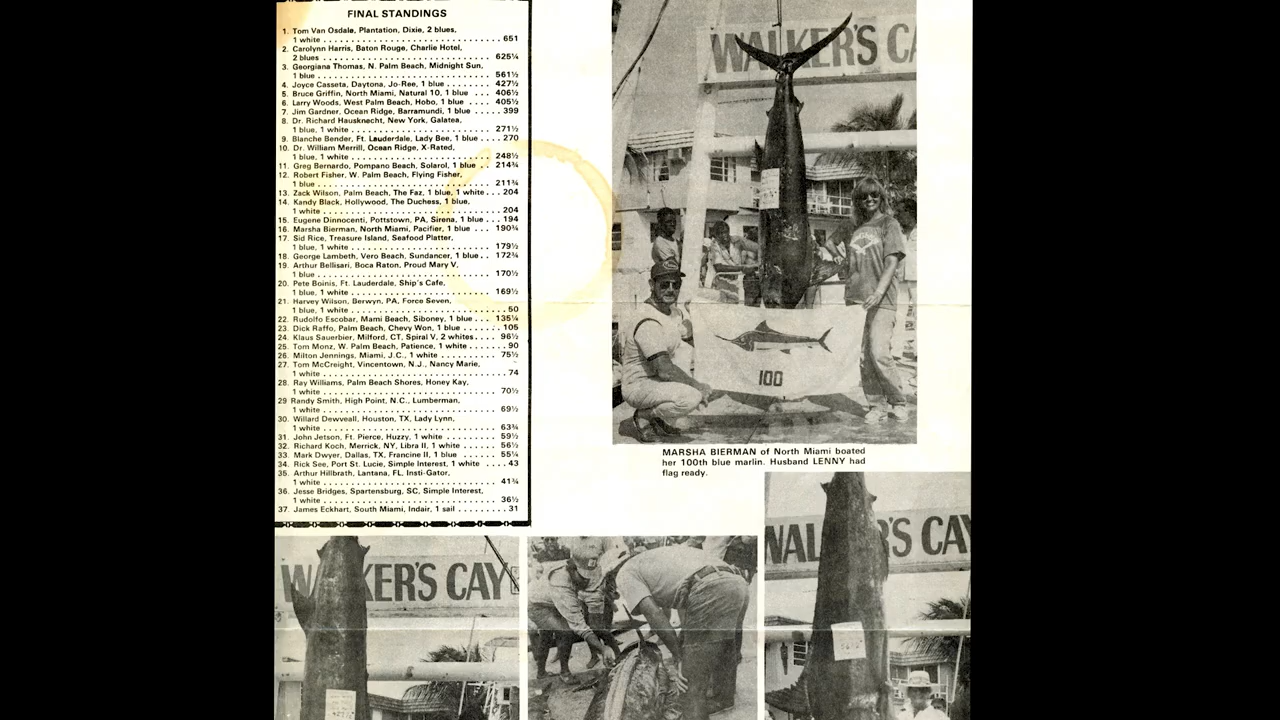 FINAL STANDINGS
1. Tom Van Osdale, Plantation, Dixie, 2 blues,
1 white . . . . . . . . . . . . . . . . . . . . . . . . . . . . . . . 651
2. Carolynn Harris, Baton Rouge, Charlie Hotel,
2 blues . . . . . . . . . . . . . . . . . . . . . . . . . . . . . 625¼
3. Georgiana Thomas, N. Palm Beach, Midnight Sun,
1 blue . . . . . . . . . . . . . . . . . . . . . . . . . . . . . . 561½
4. Joyce Casseta, Daytona, Jo-Ree, 1 blue . . . . . . . . 427½
5. Bruce Griffin, North Miami, Natural 10, 1 blue . . . 406½
6. Larry Woods, West Palm Beach, Hobo, 1 blue . . . . 405½
7. Jim Gardner, Ocean Ridge, Barramundi, 1 blue . . . . . 399
8. Dr. Richard Hausknecht, New York, Galatea,
1 blue, 1 white . . . . . . . . . . . . . . . . . . . . . . . . 271½
9. Blanche Bender, Ft. Lauderdale, Lady Bee, 1 blue . . . . 270
10. Dr. William Merrill, Ocean Ridge, X-Rated,
1 blue, 1 white . . . . . . . . . . . . . . . . . . . . . . . . 248½
11. Greg Bernardo, Pompano Beach, Solarol, 1 blue . . 214¾
12. Robert Fisher, W. Palm Beach, Flying Fisher,
1 blue . . . . . . . . . . . . . . . . . . . . . . . . . . . . . . 211¾
13. Zack Wilson, Palm Beach, The Faz, 1 blue, 1 white . . . 204
14. Kandy Black, Hollywood, The Duchess, 1 blue,
1 white . . . . . . . . . . . . . . . . . . . . . . . . . . . . . . . 204
15. Eugene Dinnocenti, Pottstown, PA, Sirena, 1 blue . . . 194
16. Marsha Bierman, North Miami, Pacifier, 1 blue . . . 190¾
17. Sid Rice, Treasure Island, Seafood Platter,
1 blue, 1 white . . . . . . . . . . . . . . . . . . . . . . . . 179½
18. George Lambeth, Vero Beach, Sundancer, 1 blue . . 172¾
19. Arthur Bellisari, Boca Raton, Proud Mary V,
1 blue . . . . . . . . . . . . . . . . . . . . . . . . . . . . . . 170½
20. Pete Boinis, Ft. Lauderdale, Ship's Cafe,
1 blue, 1 white . . . . . . . . . . . . . . . . . . . . . . . . 169½
21. Harvey Wilson, Berwyn, PA, Force Seven,
1 blue, 1 white . . . . . . . . . . . . . . . . . . . . . . . . . . 50
22. Rudolfo Escobar, Mami Beach, Siboney, 1 blue . . . 135¼
23. Dick Raffo, Palm Beach, Chevy Won, 1 blue . . . . . . 105
24. Klaus Sauerbier, Milford, CT, Spiral V, 2 whites . . . . 96½
25. Tom Monz, W. Palm Beach, Patience, 1 white . . . . . . 90
26. Milton Jennings, Miami, J.C., 1 white . . . . . . . . . . 75½
27. Tom McCreight, Vincentown, N.J., Nancy Marie,
1 white . . . . . . . . . . . . . . . . . . . . . . . . . . . . . . . . 74
28. Ray Williams, Palm Beach Shores, Honey Kay,
1 white . . . . . . . . . . . . . . . . . . . . . . . . . . . . . . 70½
29 Randy Smith, High Point, N.C., Lumberman,
1 white . . . . . . . . . . . . . . . . . . . . . . . . . . . . . . 69½
30. Willard Dewveall, Houston, TX, Lady Lynn,
1 white . . . . . . . . . . . . . . . . . . . . . . . . . . . . . . 63¾
31. John Jetson, Ft. Pierce, Huzzy, 1 white . . . . . . . . . 59½
32. Richard Koch, Merrick, NY, Libra II, 1 white . . . . . 56½
33. Mark Dwyer, Dallas, TX, Francine II, 1 blue . . . . . 55¼
34. Rick See, Port St. Lucie, Simple Interest, 1 white . . . . 43
35. Arthur Hillbrath, Lantana, FL, Insti-Gator,
1 white . . . . . . . . . . . . . . . . . . . . . . . . . . . . . . 41¾
36. Jesse Bridges, Spartensburg, SC, Simple Interest,
1 white . . . . . . . . . . . . . . . . . . . . . . . . . . . . . . 36½
37. James Eckhart, South Miami, Indair, 1 sail . . . . . . . . . 31
WALKER'S CA
100
MARSHA BIERMAN of North Miami boated
her 100th blue marlin. Husband LENNY had
flag ready.
WALKER'S CAY
WALKER'S CAY